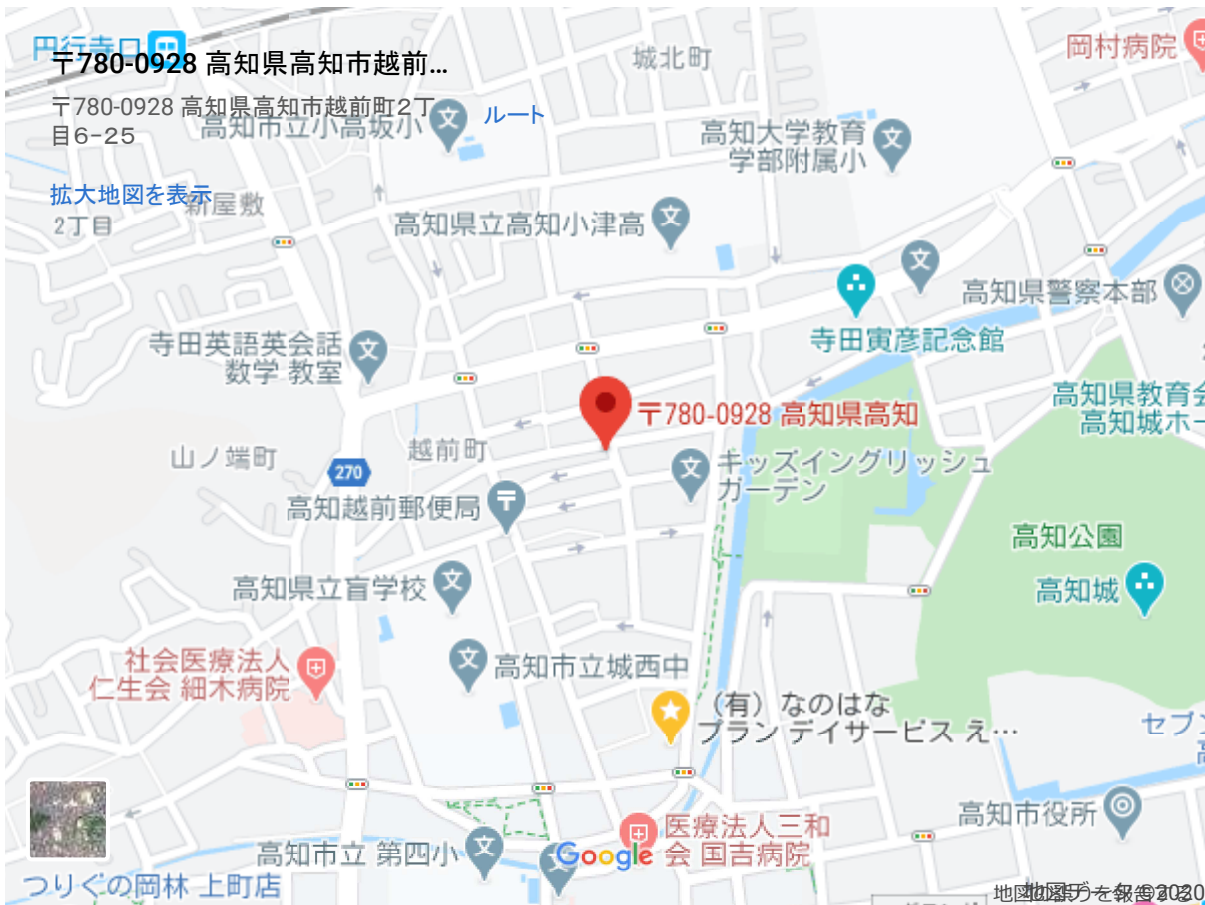 円行寺口
〒780-0928 高知県高知市越前...
〒780-0928 高知県高知市越前町2丁
目6−25
ルート
拡大地図を表示
城北町
岡村病院
高知市立小高坂小
高知大学教育
学部附属小
新屋敷
2丁目
高知県立高知小津高
高知県警察本部
寺田英語英会話
数学 教室
寺田寅彦記念館
高知県教育会
高知城ホー
〒780-0928 高知県高知
山ノ端町
越前町
270
キッズイングリッシュ
ガーデン
高知越前郵便局
高知公園
高知城
高知県立盲学校
社会医療法人
仁生会 細木病院
高知市立城西中
（有）なのはな
プラン デイサービス え…
セブン
高知市役所
医療法人三和
会 国吉病院
高知市立 第四小
Google
つりぐの岡林 上町店
©2020